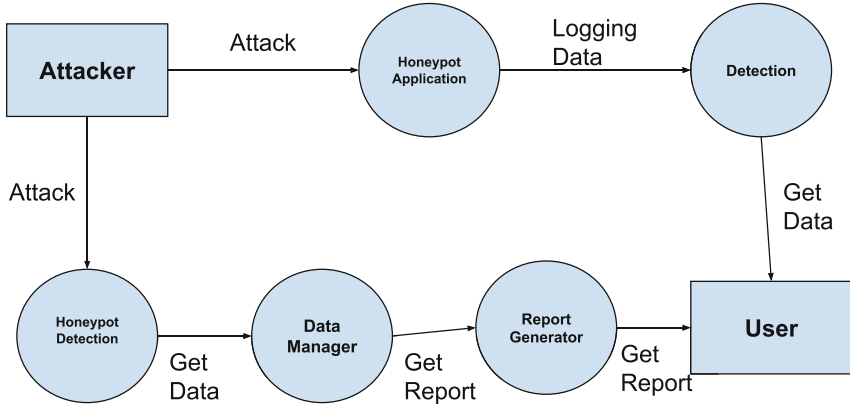 Attacker
Attack
Honeypot
Application
Logging
Data
Detection
Attack
Get
Data
Honeypot
Detection
Get
Data
Data
Manager
Get
Report
Report
Generator
Get
Report
User